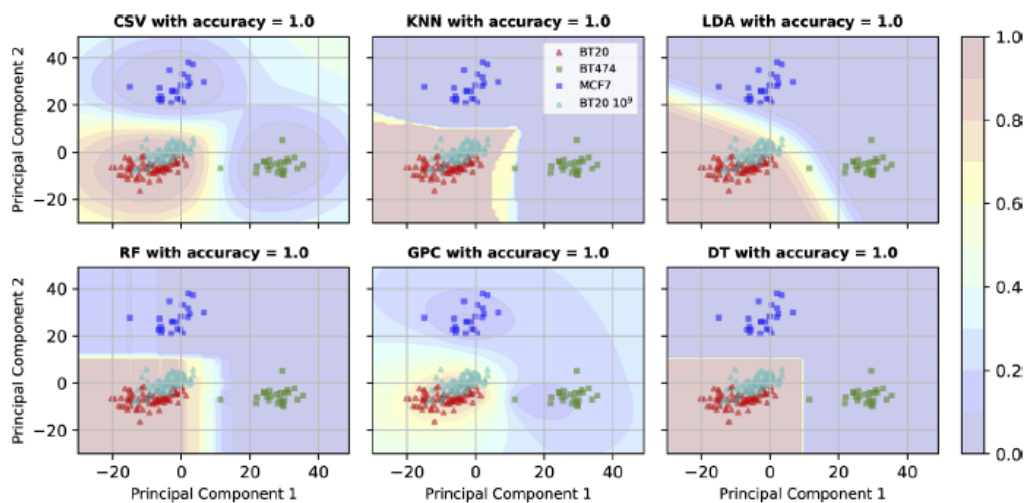 CSV with accuracy = 1.0
KNN with accuracy = 1.0
LDA with accuracy = 1.0
Principal Component 2
40
20
0
−20
BT20
BT474
MCF7
BT20 10⁹
RF with accuracy = 1.0
GPC with accuracy = 1.0
DT with accuracy = 1.0
Principal Component 2
40
20
0
−20
−20 0 20 40
−20 0 20 40
−20 0 20 40
Principal Component 1
Principal Component 1
Principal Component 1
1.0
0.8
0.6
0.4
0.2
0.0